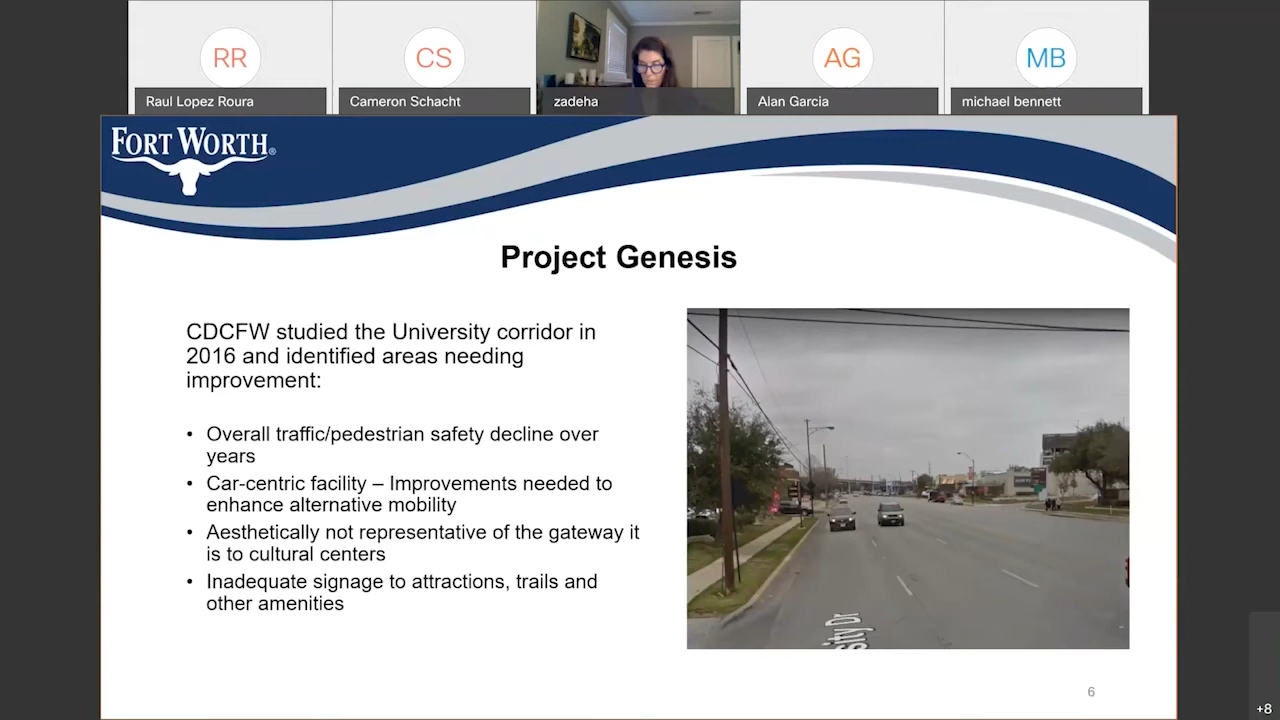 RR
CS
AG
MB
Raul Lopez Roura
Cameron Schacht
zadeha
Alan Garcia
michael bennett
FORT WORTH®
Project Genesis
CDCFW studied the University corridor in
2016 and identified areas needing
improvement:
• Overall traffic/pedestrian safety decline over
years
• Car-centric facility – Improvements needed to
enhance alternative mobility
• Aesthetically not representative of the gateway it
is to cultural centers
• Inadequate signage to attractions, trails and
other amenities
sity Dr
6
+8